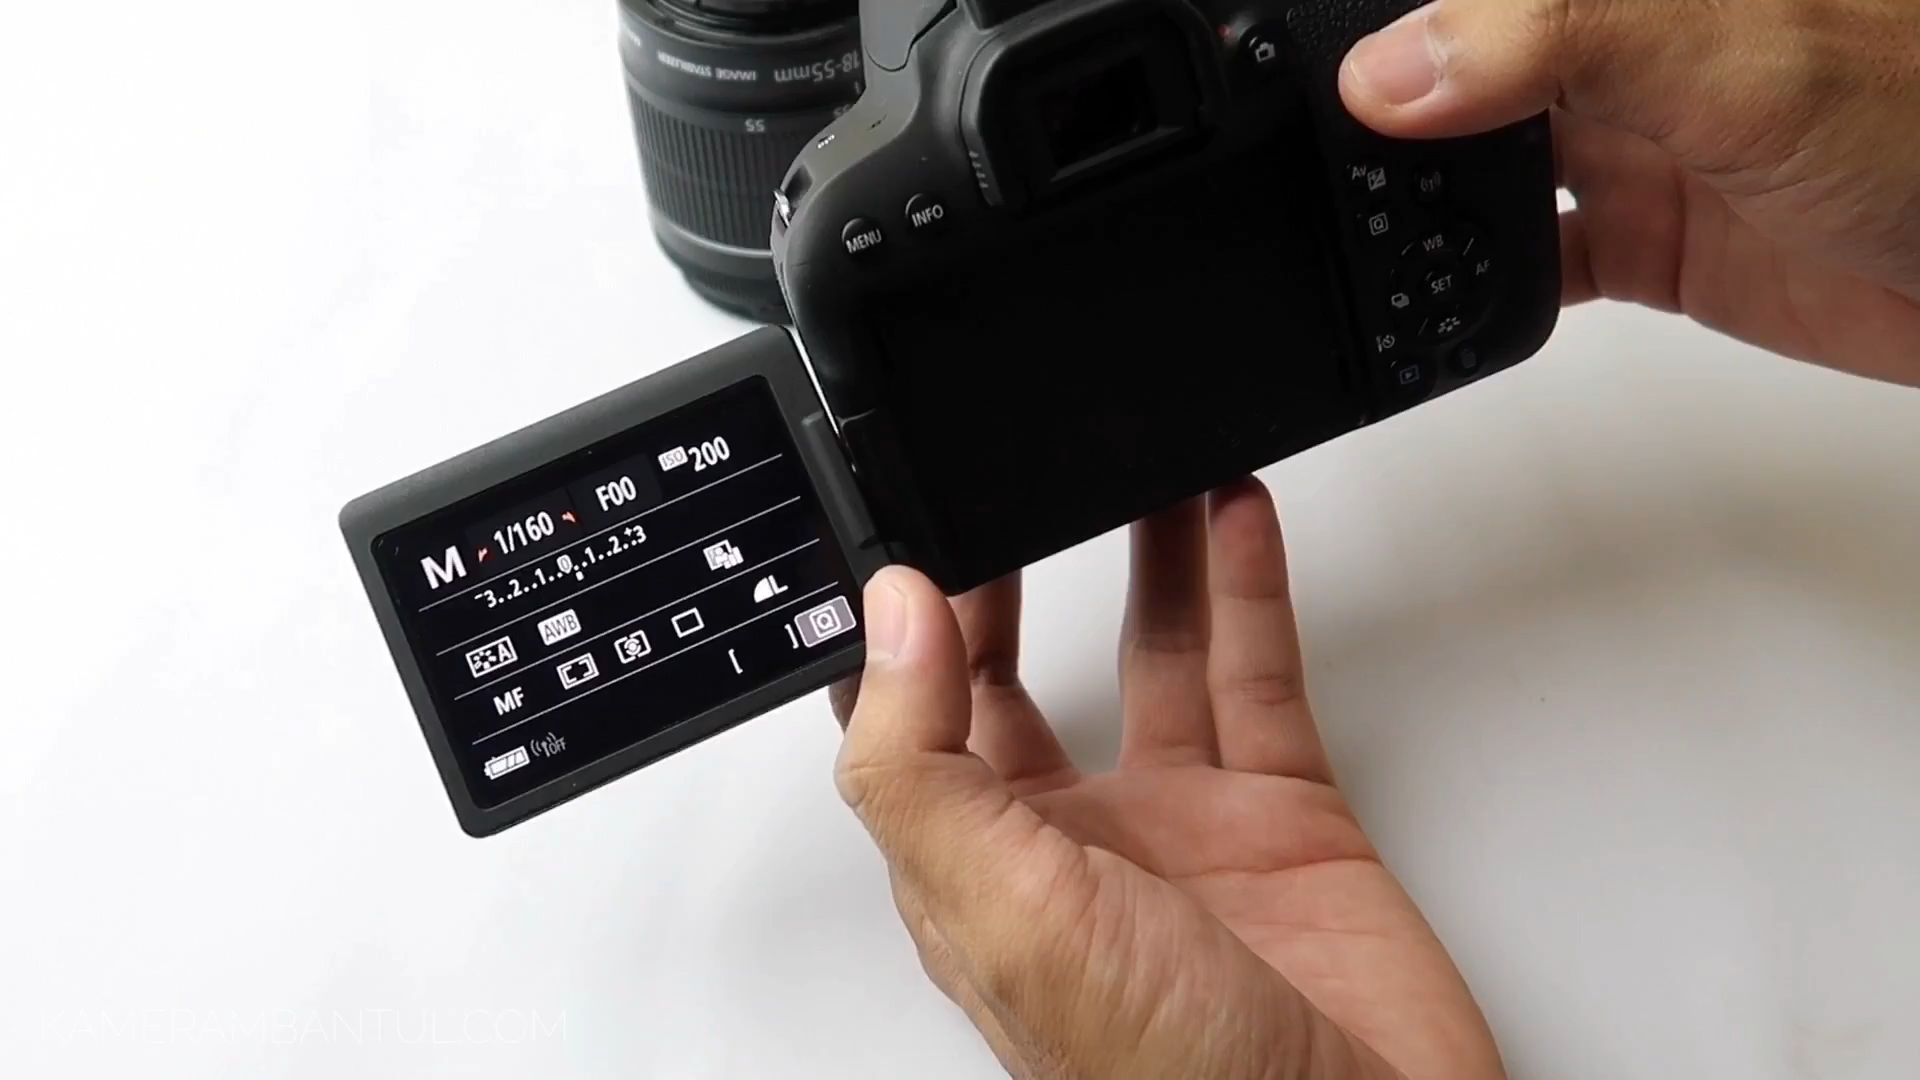 IMAGE STABILIZER 18-55mm
55
MENU
INFO
Av
Q
WB
AF
SET
ISO 200
M 1/160 F00
-3..2..1..0..1..2..+3
A AWB
L
MF [ ] Q
OFF
KAMERAMBANTUL.COM